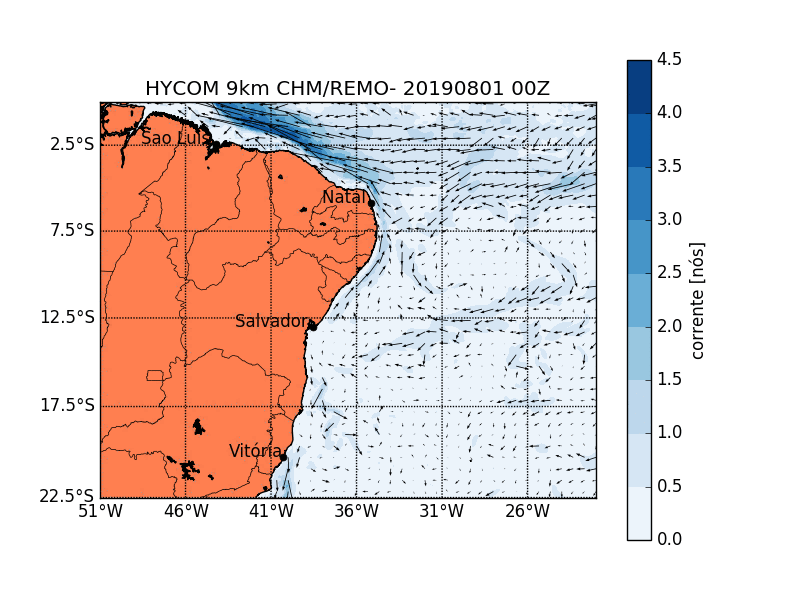 HYCOM 9km CHM/REMO- 20190801 00Z
4.5
4.0
3.5
3.0
2.5
2.0
1.5
1.0
0.5
0.0
corrente [nós]
2.5°S
7.5°S
12.5°S
17.5°S
22.5°S
Sao Luis
Natal
Salvador
Vitória
51°W
46°W
41°W
36°W
31°W
26°W